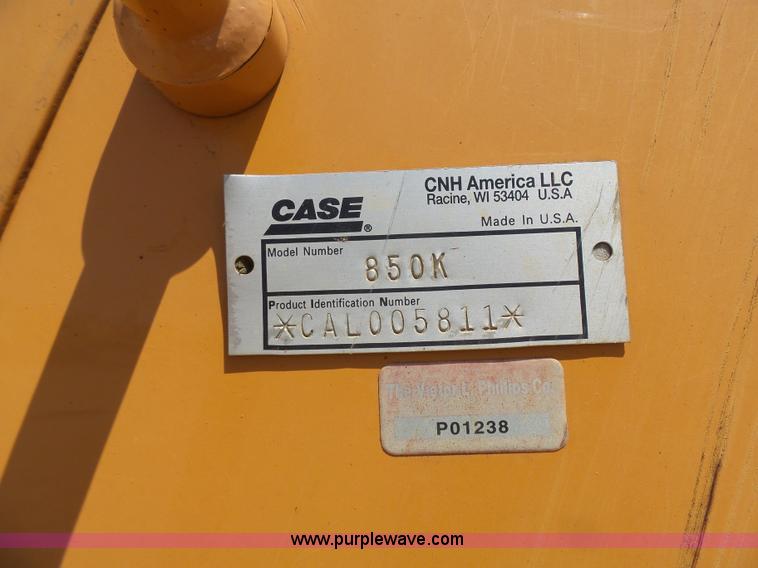 CNH America LLC
CASE®
Racine, WI 53404 U.S.A
Made In U.S.A.
Model Number
850K
Product Identification Number
*CAL005811*
The Victor L. Phillips Co.
P01238
www.purplewave.com